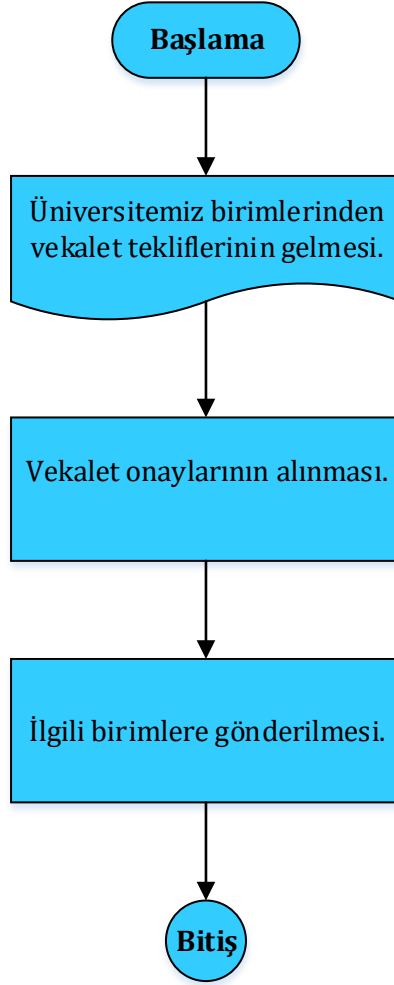 Başlama
Üniversitemiz birimlerinden
vekalet tekliflerinin gelmesi.
Vekalet onaylarının alınması.
İlgili birimlere gönderilmesi.
Bitiş